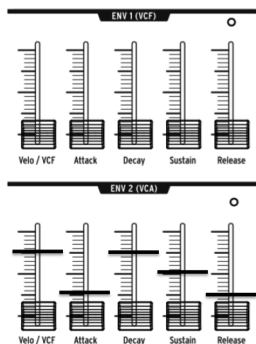 ENV 1 (VCF)
Velo / VCF Attack Decay Sustain Release
ENV 2 (VCA)
Velo / VCF Attack Decay Sustain Release